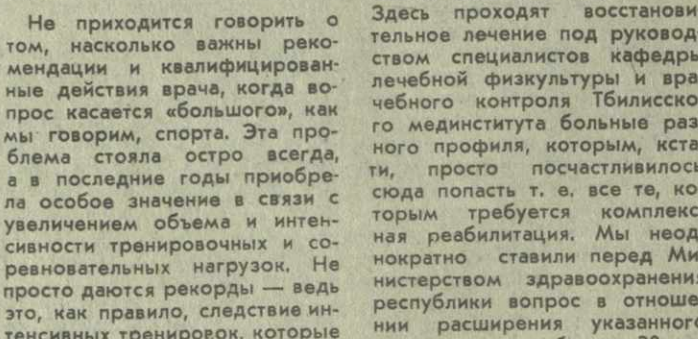 Не приходится говорить о
том, насколько важны реко-
мендации и квалифицирован-
ные действия врача, когда во-
прос касается «большого», как
мы говорим, спорта. Эта про-
блема стояла остро всегда,
а в последние годы приобре-
ла особое значение в связи с
увеличением объема и интен-
сивности тренировочных и со-
ревновательных нагрузок. Не
просто даются рекорды — ведь
это, как правило, следствие ин-
тенсивных тренировок, которые
Здесь проходят восстанови
тельное лечение под руковод
ством специалистов кафедры
лечебной физкультуры и вра
чебного контроля Тбилисско
го мединститута больные раз
ного профиля, которым, кста
ти, просто посчастливилось
сюда попасть т. е. все те, ко
торым требуется комплекс
ная реабилитация. Мы неод
нократно ставили перед Ми
нистерством здравоохранения
республики вопрос в отноше
нии расширения указанного